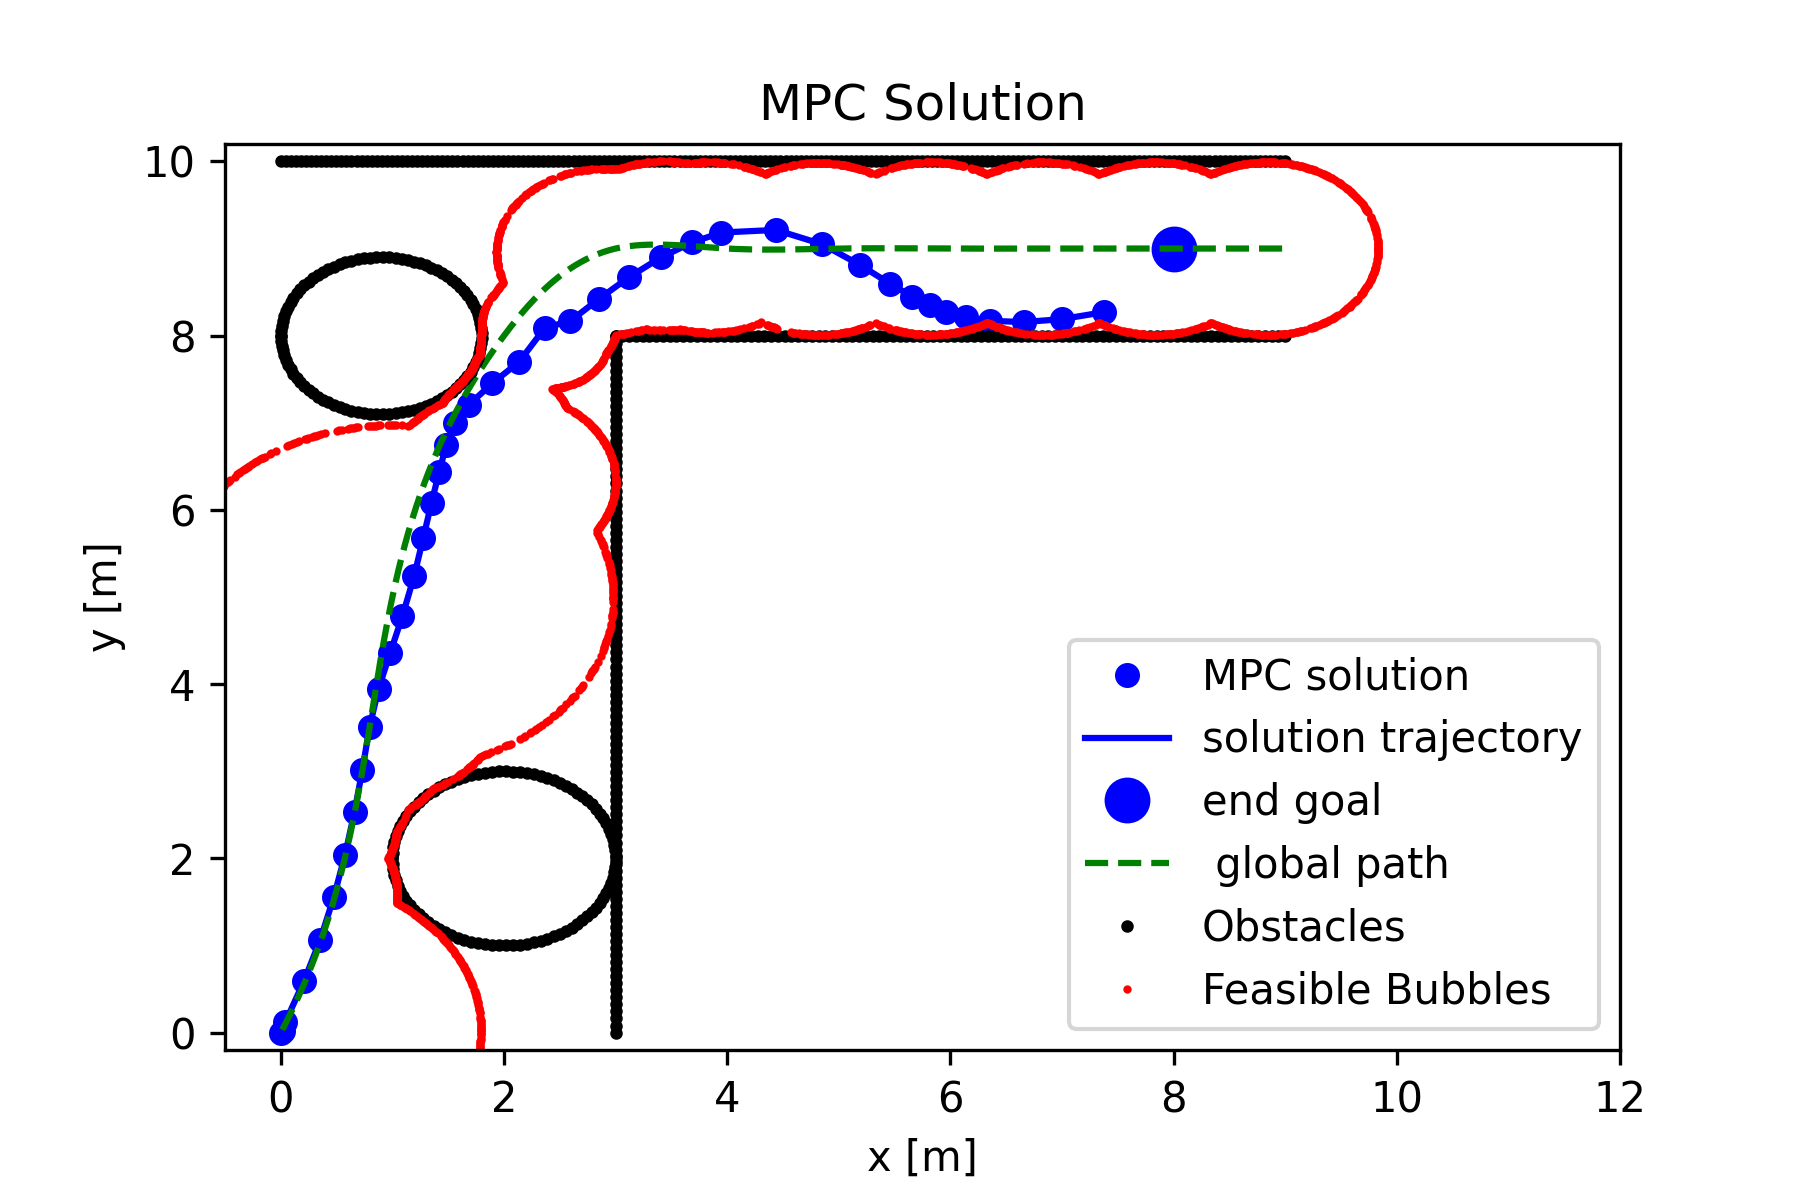 MPC Solution
10
8
6
4
2
0
y [m]
0 2 4 6 8 10 12
x [m]
MPC solution
solution trajectory
end goal
global path
Obstacles
Feasible Bubbles